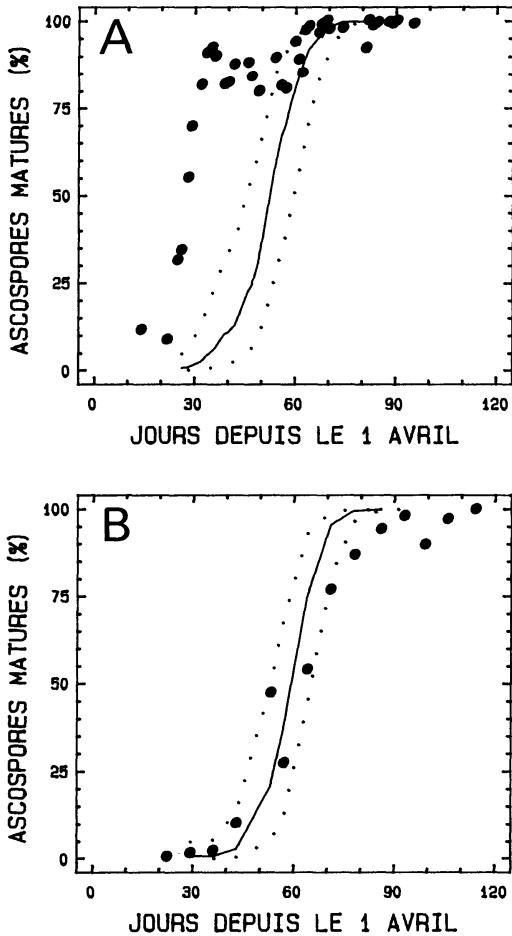 A
ASCOSPORES MATURES (%)
100
75
50
25
0
0 30 60 90 120
JOURS DEPUIS LE 1 AVRIL
B
ASCOSPORES MATURES (%)
100
75
50
25
0
0 30 60 90 120
JOURS DEPUIS LE 1 AVRIL